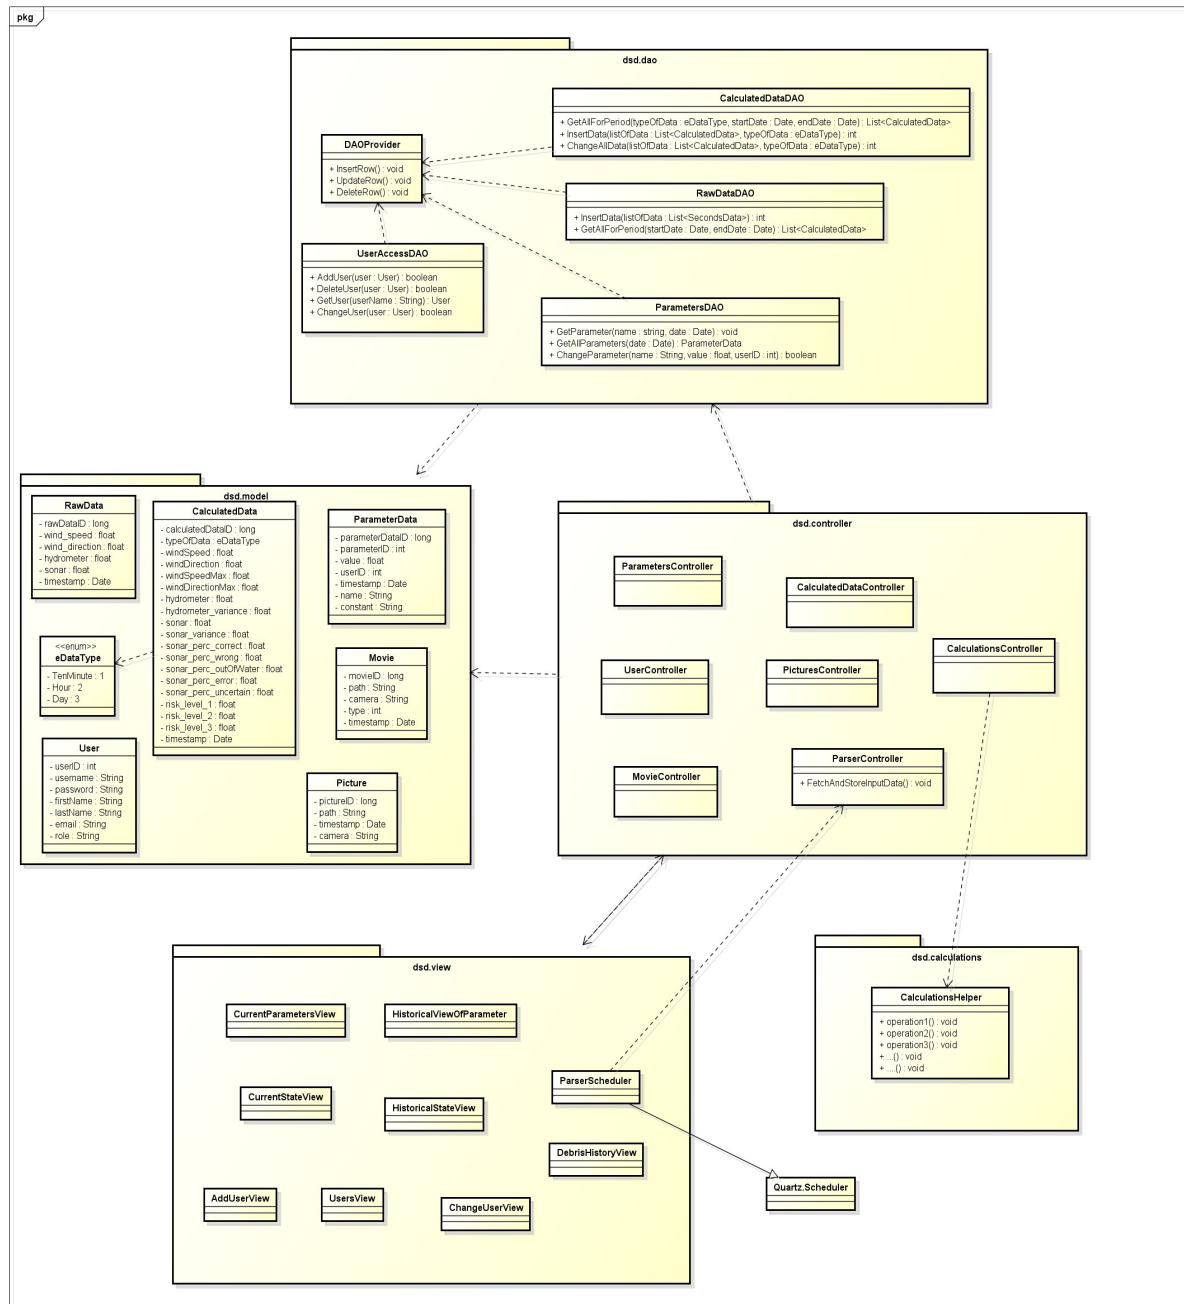 pkg
dsd.dao
CalculatedDataDAO
+ GetAllForPeriod(typeOfData : eDataType, startDate : Date, endDate : Date) : List<CalculatedData>
+ InsertData(listOfData : List<CalculatedData>, typeOfData : eDataType) : int
+ ChangeAllData(listOfData : List<CalculatedData>, typeOfData : eDataType) : int
DAOProvider
+ InsertRow() : void
+ UpdateRow() : void
+ DeleteRow() : void
RawDataDAO
+ InsertData(listOfData : List<SecondsData>) : int
+ GetAllForPeriod(startDate : Date, endDate : Date) : List<CalculatedData>
UserAccessDAO
+ AddUser(user : User) : boolean
+ DeleteUser(user : User) : boolean
+ GetUser(userName : String) : User
+ ChangeUser(user : User) : boolean
ParametersDAO
+ GetParameter(name : string, date : Date) : void
+ GetAllParameters(date : Date) : ParameterData
+ ChangeParameter(name : String, value : float, userID : int) : boolean
dsd.model
RawData
- rawDataID : long
- wind_speed : float
- wind_direction : float
- hydrometer : float
- sonar : float
- timestamp : Date
CalculatedData
- calculatedDataID : long
- typeOfData : eDataType
- windSpeed : float
- windDirection : float
- windSpeedMax : float
- windDirectionMax : float
- hydrometer : float
- hydrometer_variance : float
- sonar : float
- sonar_variance : float
- sonar_perc_correct : float
- sonar_perc_wrong : float
- sonar_perc_outOfWater : float
- sonar_perc_error : float
- sonar_perc_uncertain : float
- risk_level_1 : float
- risk_level_2 : float
- risk_level_3 : float
- timestamp : Date
ParameterData
- parameterDataID : long
- parameterID : int
- value : float
- userID : int
- timestamp : Date
- name : String
- constant : String
<<enum>>
eDataType
- TenMinute : 1
- Hour : 2
- Day : 3
Movie
- movieID : long
- path : String
- camera : String
- type : int
- timestamp : Date
User
- userID : int
- username : String
- password : String
- firstName : String
- lastName : String
- email : String
- role : String
Picture
- pictureID : long
- path : String
- timestamp : Date
- camera : String
dsd.controller
ParametersController
CalculatedDataController
CalculationsController
UserController
PicturesController
ParserController
+ FetchAndStoreInputData() : void
MovieController
dsd.view
CurrentParametersView
HistoricalViewOfParameter
ParserScheduler
CurrentStateView
HistoricalStateView
DebrisHistoryView
AddUserView
UsersView
ChangeUserView
dsd.calculations
CalculationsHelper
+ operation1() : void
+ operation2() : void
+ operation3() : void
+ ...() : void
+ ....() : void
Quartz.Scheduler